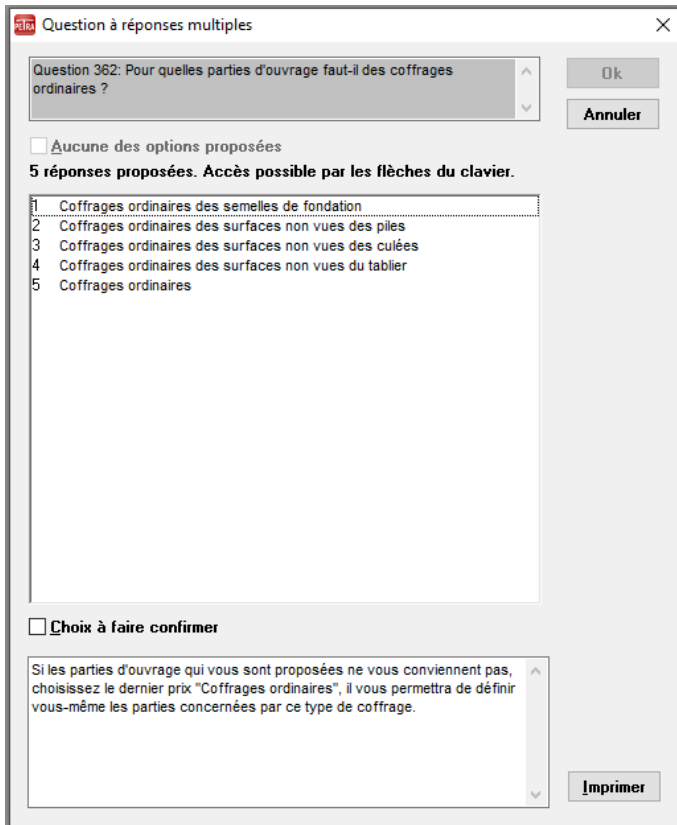 PETRA Question à réponses multiples
Question 362: Pour quelles parties d'ouvrage faut-il des coffrages
ordinaires ?
Ok
Annuler
Aucune des options proposées
5 réponses proposées. Accès possible par les flèches du clavier.
1 Coffrages ordinaires des semelles de fondation
2 Coffrages ordinaires des surfaces non vues des piles
3 Coffrages ordinaires des surfaces non vues des culées
4 Coffrages ordinaires des surfaces non vues du tablier
5 Coffrages ordinaires
Choix à faire confirmer
Si les parties d'ouvrage qui vous sont proposées ne vous conviennent pas,
choisissez le dernier prix "Coffrages ordinaires", il vous permettra de définir
vous-même les parties concernées par ce type de coffrage.
Imprimer